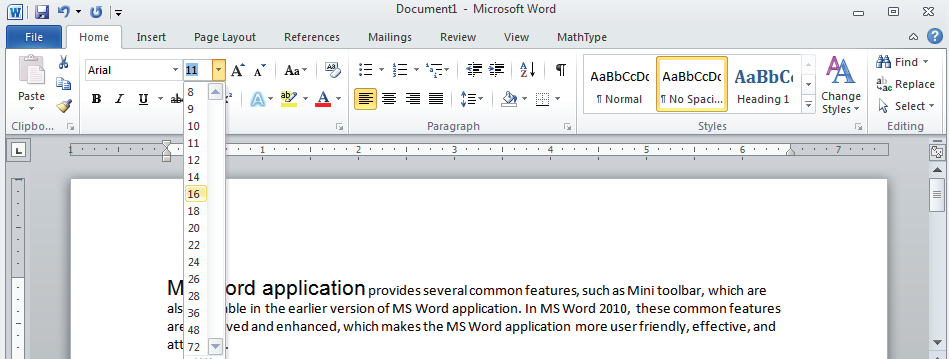 Document1 - Microsoft Word
File Home Insert Page Layout References Mailings Review View MathType
Arial 11 A A Aa
AaBbCcDc AaBbCcDc AaBbCc
Find
Replace
Select
Paste
B I U
A A
¶ Normal ¶ No Spaci... Heading 1
Change
Styles
Clipbo... Paragraph Styles Editing
L 1 1 2 3 4 5 6 7
8
9
10
11
12
14
16
18
20
22
24
26
28
36
48
72
M ord application provides several common features, such as Mini toolbar, which are
als able in the earlier version of MS Word application. In MS Word 2010, these common features
are ved and enhanced, which makes the MS Word application more user friendly, effective, and
att .